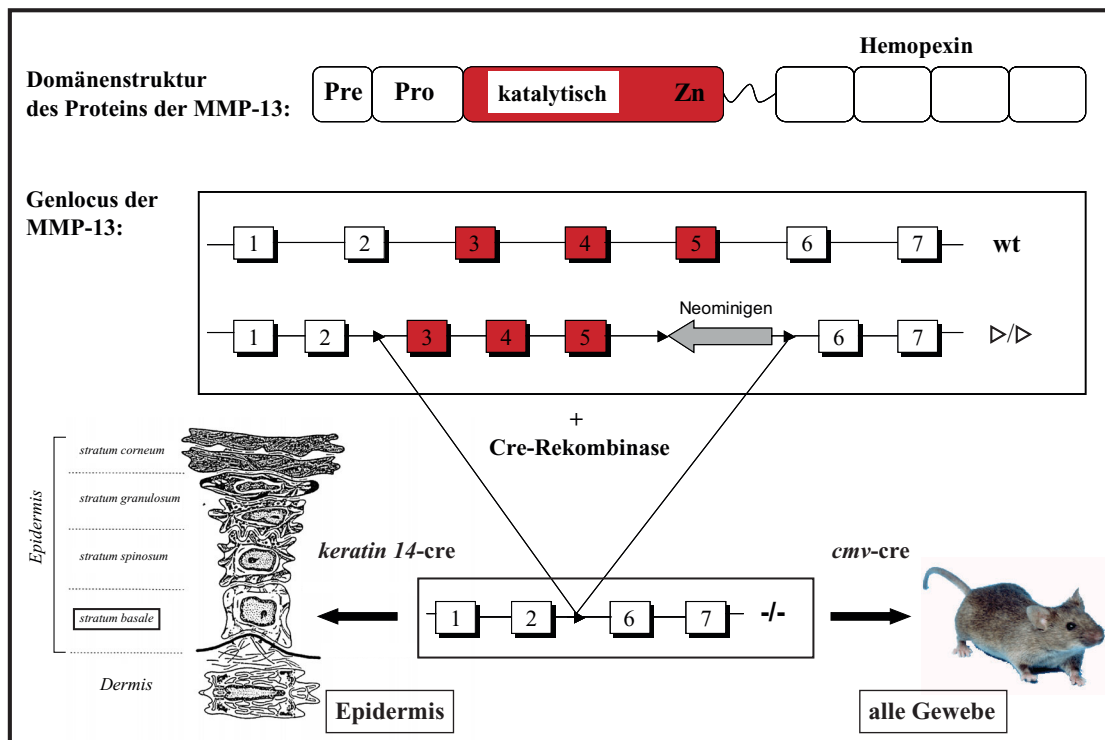 Hemopexin
Domänenstruktur
des Proteins der MMP-13:
Pre Pro katalytisch Zn
Genlocus der
MMP-13:
1 2 3 4 5 6 7 wt
Neominigen
1 2 3 4 5 6 7 ▷/▷
+
Cre-Rekombinase
Epidermis
stratum corneum
stratum granulosum
stratum spinosum
stratum basale
Dermis
keratin 14-cre
cmv-cre
1 2 6 7 -/-
Epidermis
alle Gewebe